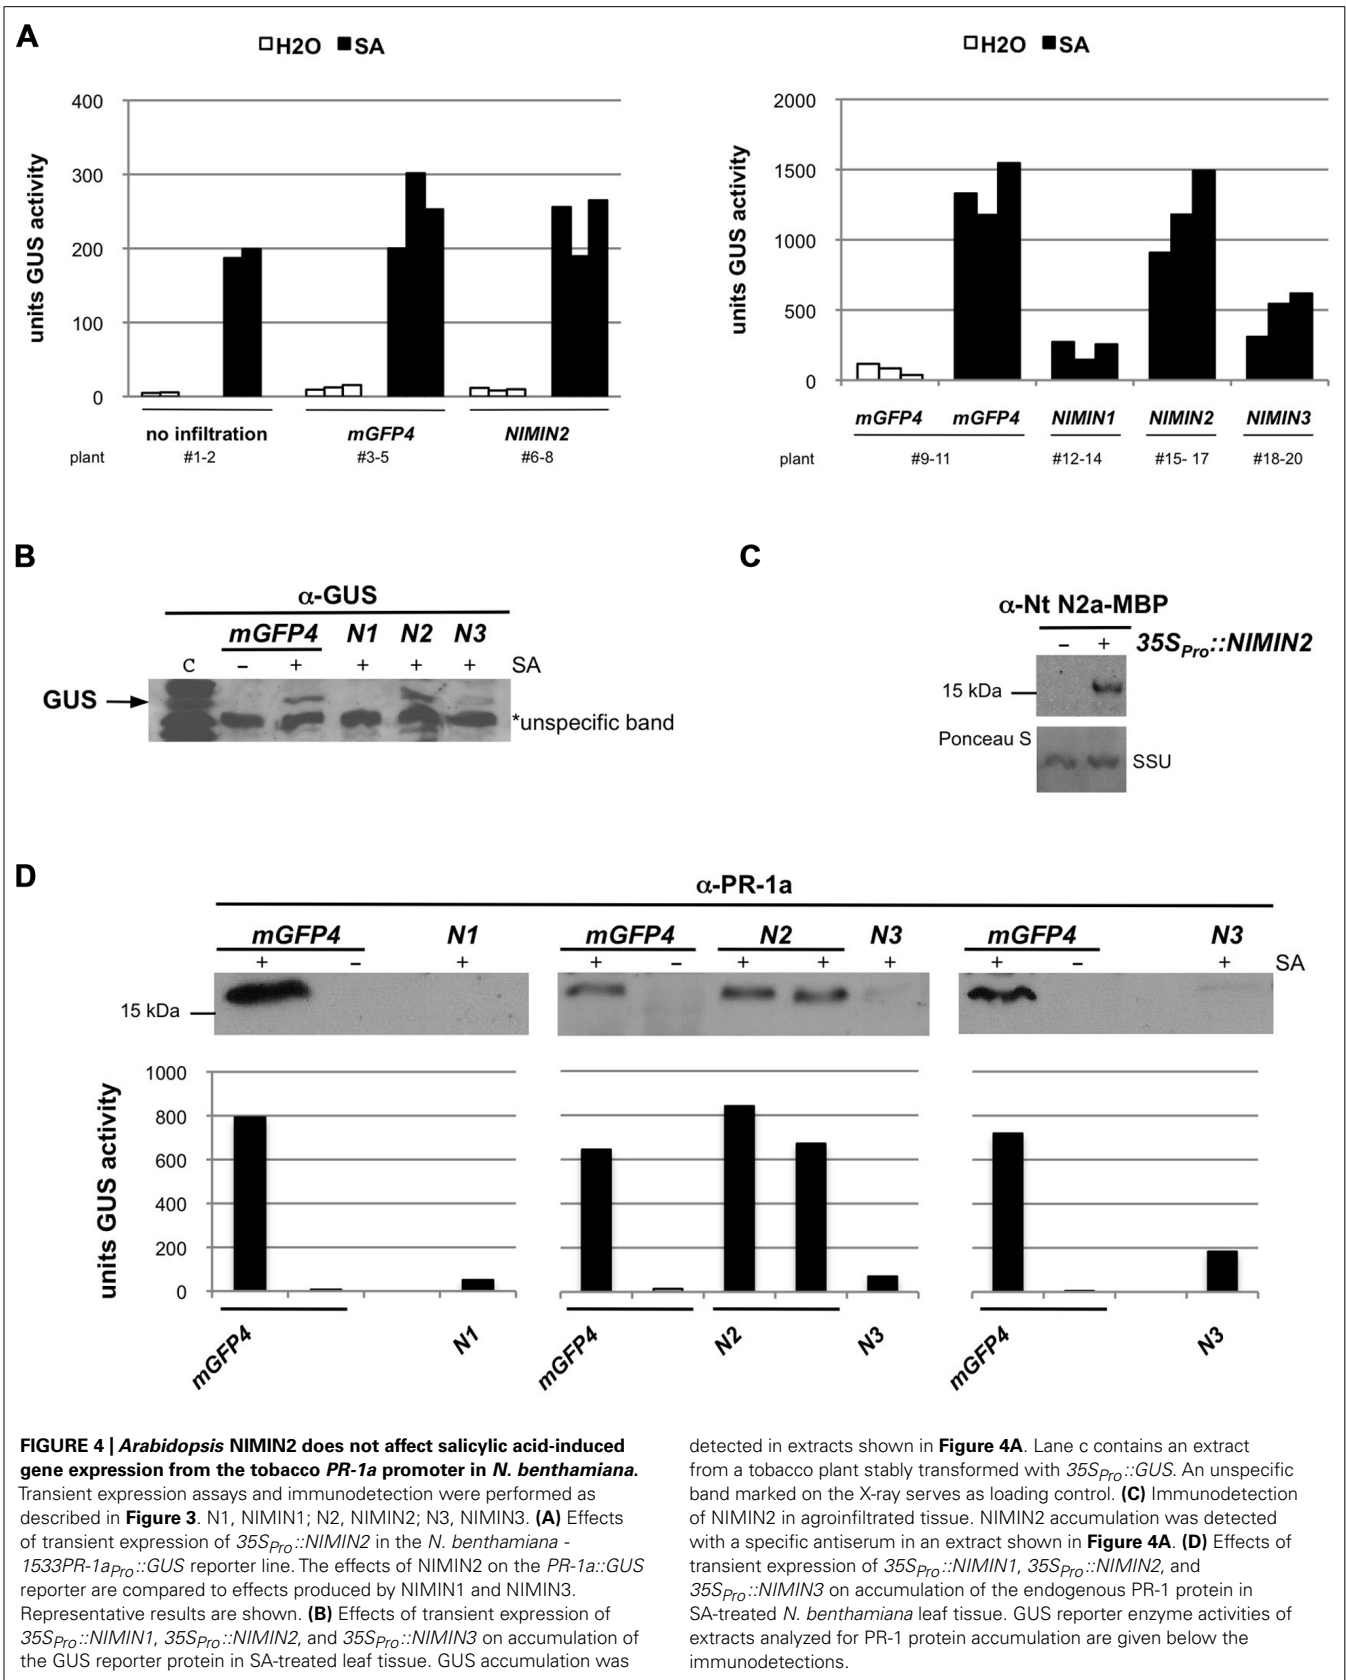 A
□H2O ■SA
400
300
200
100
0
units GUS activity
no infiltration mGFP4 NIMIN2
plant #1-2 #3-5 #6-8
□H2O ■SA
2000
1500
1000
500
0
units GUS activity
mGFP4 mGFP4 NIMIN1 NIMIN2 NIMIN3
plant #9-11 #12-14 #15- 17 #18-20
B
α-GUS
mGFP4 N1 N2 N3
c – + + + + SA
GUS
*unspecific band
C
α-Nt N2a-MBP
– + 35SPro::NIMIN2
15 kDa
Ponceau S
SSU
D
α-PR-1a
mGFP4 N1 mGFP4 N2 N3 mGFP4 N3
+ – + + – + + + + – + SA
15 kDa
1000
800
600
400
200
0
units GUS activity
mGFP4 N1 mGFP4 N2 N3 mGFP4 N3
FIGURE 4 | Arabidopsis NIMIN2 does not affect salicylic acid-induced
gene expression from the tobacco PR-1a promoter in N. benthamiana.
Transient expression assays and immunodetection were performed as
described in Figure 3. N1, NIMIN1; N2, NIMIN2; N3, NIMIN3. (A) Effects
of transient expression of 35SPro::NIMIN2 in the N. benthamiana -
1533PR-1aPro::GUS reporter line. The effects of NIMIN2 on the PR-1a::GUS
reporter are compared to effects produced by NIMIN1 and NIMIN3.
Representative results are shown. (B) Effects of transient expression of
35SPro::NIMIN1, 35SPro::NIMIN2, and 35SPro::NIMIN3 on accumulation of
the GUS reporter protein in SA-treated leaf tissue. GUS accumulation was
detected in extracts shown in Figure 4A. Lane c contains an extract
from a tobacco plant stably transformed with 35SPro::GUS. An unspecific
band marked on the X-ray serves as loading control. (C) Immunodetection
of NIMIN2 in agroinfiltrated tissue. NIMIN2 accumulation was detected
with a specific antiserum in an extract shown in Figure 4A. (D) Effects of
transient expression of 35SPro::NIMIN1, 35SPro::NIMIN2, and
35SPro::NIMIN3 on accumulation of the endogenous PR-1 protein in
SA-treated N. benthamiana leaf tissue. GUS reporter enzyme activities of
extracts analyzed for PR-1 protein accumulation are given below the
immunodetections.